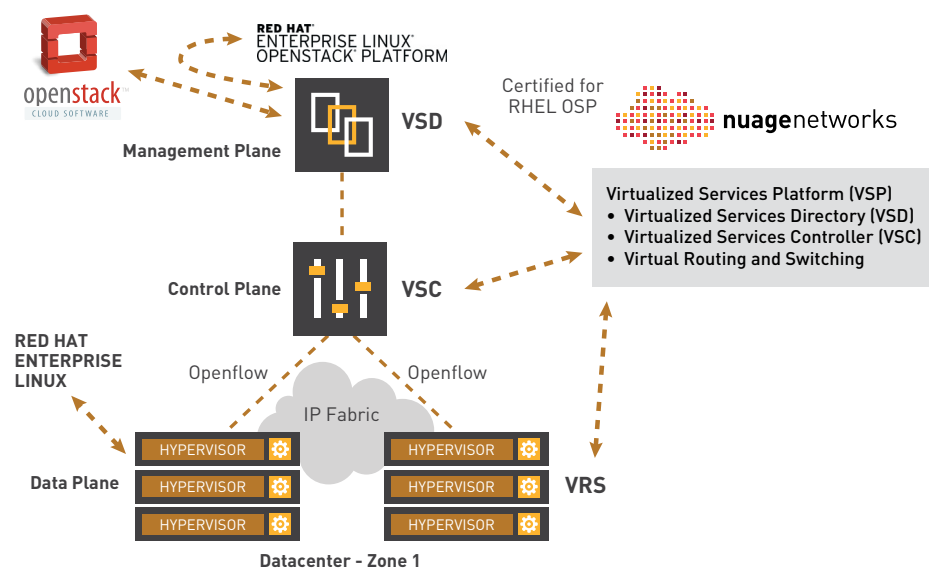 RED HAT®
ENTERPRISE LINUX®
OPENSTACK® PLATFORM
openstack™
CLOUD SOFTWARE
Certified for
RHEL OSP
nuagenetworks
VSD
Management Plane
Virtualized Services Platform (VSP)
• Virtualized Services Directory (VSD)
• Virtualized Services Controller (VSC)
• Virtual Routing and Switching
Control Plane
VSC
RED HAT
ENTERPRISE
LINUX
Openflow
Openflow
IP Fabric
HYPERVISOR
HYPERVISOR
HYPERVISOR
HYPERVISOR
HYPERVISOR
HYPERVISOR
Data Plane
VRS
Datacenter - Zone 1